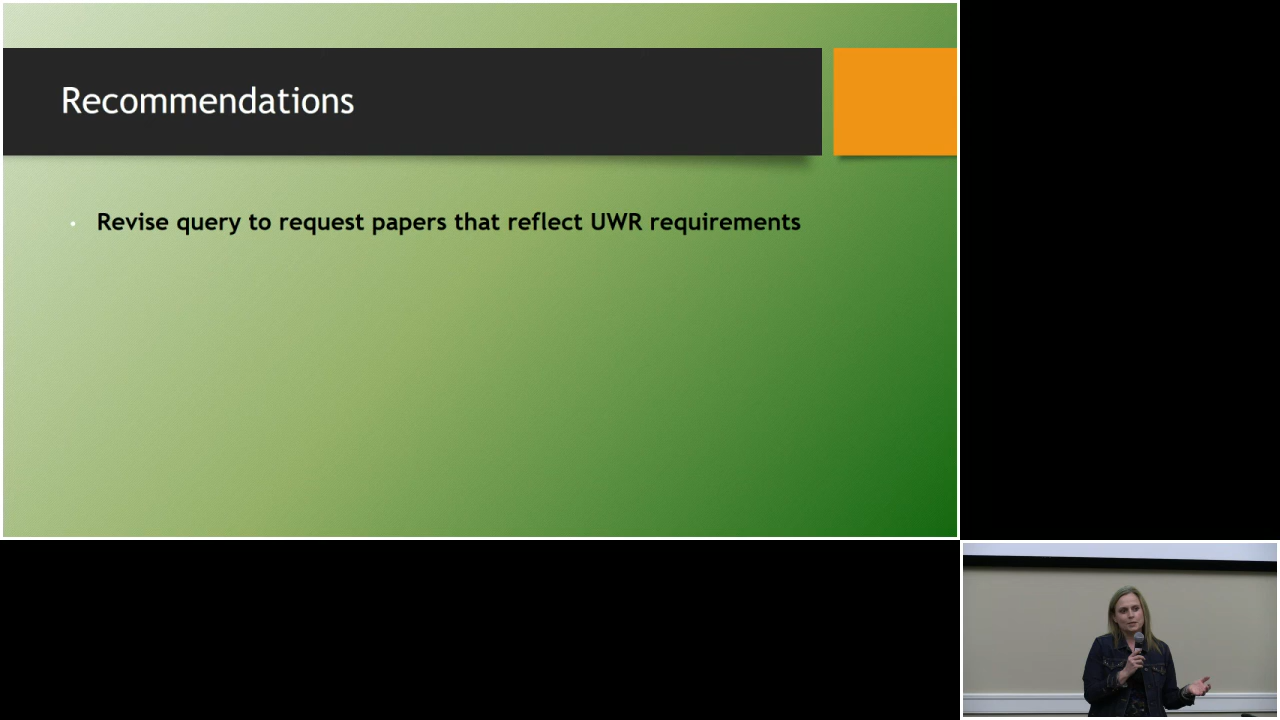 Recommendations
Revise query to request papers that reflect UWR requirements